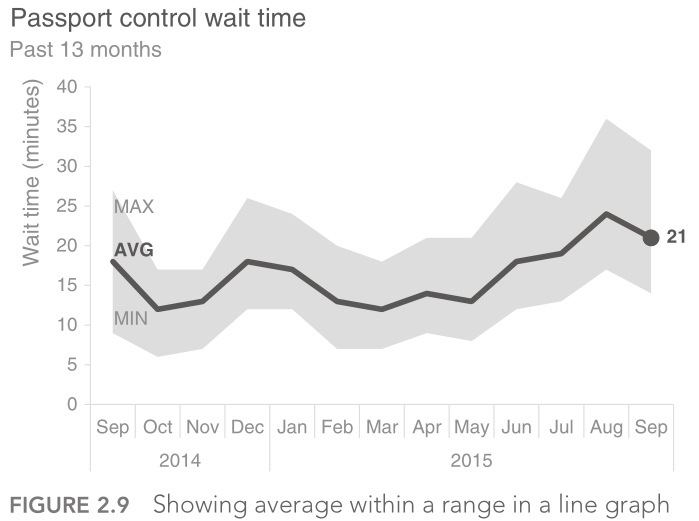 Passport control wait time
Past 13 months
Wait time (minutes)
40
35
30
25
20
15
10
5
0
MAX
AVG
MIN
21
Sep Oct Nov Dec Jan Feb Mar Apr May Jun Jul Aug Sep
2014 2015
FIGURE 2.9 Showing average within a range in a line graph